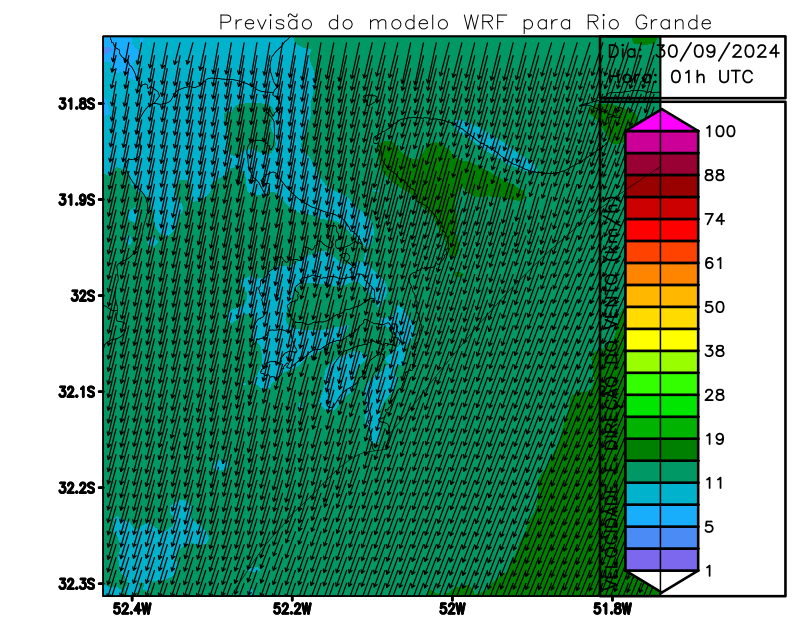 Previsão do modelo WRF para Rio Grande
Dia: 30/09/2024
Hora: 01h UTC
31.8S
31.9S
32S
32.1S
32.2S
32.3S
52.4W
52.2W
52W
51.8W
VELOCIDADE E DIREÇÃO DO VENTO (km/h)
100
88
74
61
50
38
28
19
11
5
1